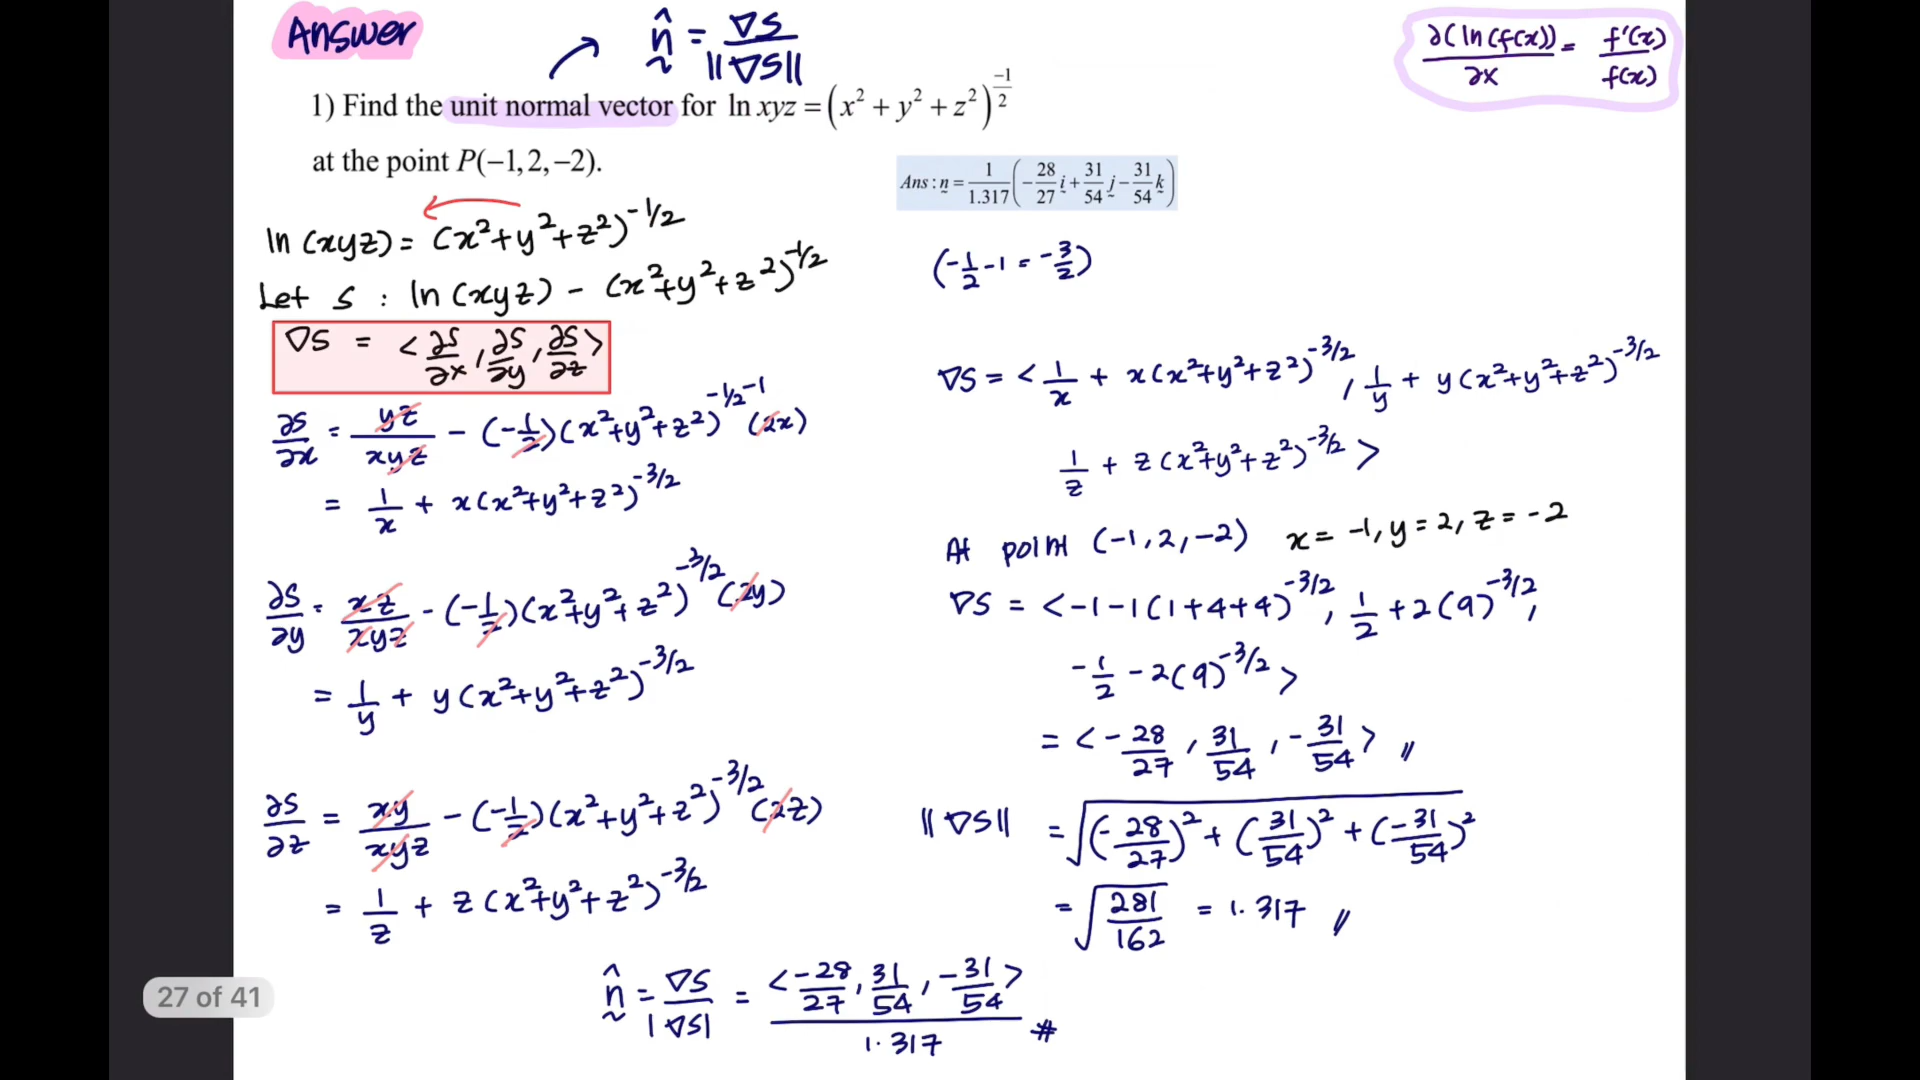 Answer
ñ = ∇S / ||∇S||
∂(ln(f(x))) / ∂x = f'(x) / f(x)
1) Find the unit normal vector for ln xyz = (x² + y² + z²)^(-1/2)
at the point P(−1, 2, −2).
Ans : n = 1/1.317 (−28/27 i + 31/54 j − 31/54 k)
ln (xyz) = (x²+y²+z²)^(-1/2)
Let S : ln (xyz) − (x²+y²+z²)^(-1/2)
∇S = <∂S/∂x, ∂S/∂y, ∂S/∂z>
∂S/∂x = yz/xyz − (−1/2)(x²+y²+z²)^(-1/2-1) (2x)
= 1/x + x(x²+y²+z²)^(-3/2)
∂S/∂y = xz/xyz − (−1/2)(x²+y²+z²)^(-3/2) (2y)
= 1/y + y(x²+y²+z²)^(-3/2)
∂S/∂z = xy/xyz − (−1/2)(x²+y²+z²)^(-3/2) (2z)
= 1/z + z(x²+y²+z²)^(-3/2)
(−1/2 − 1 = −3/2)
∇S = <1/x + x(x²+y²+z²)^(-3/2), 1/y + y(x²+y²+z²)^(-3/2)
1/z + z(x²+y²+z²)^(-3/2)>
At point (−1, 2, −2) x = −1, y = 2, z = −2
∇S = <−1−1(1+4+4)^(-3/2), 1/2 + 2(9)^(-3/2),
−1/2 − 2(9)^(-3/2)>
= <−28/27, 31/54, −31/54> //
||∇S|| = √((−28/27)² + (31/54)² + (−31/54)²)
= √(281/162) = 1.317 //
n̂ = ∇S/|∇S| = <−28/27, 31/54, −31/54> / 1.317 #
27 of 41